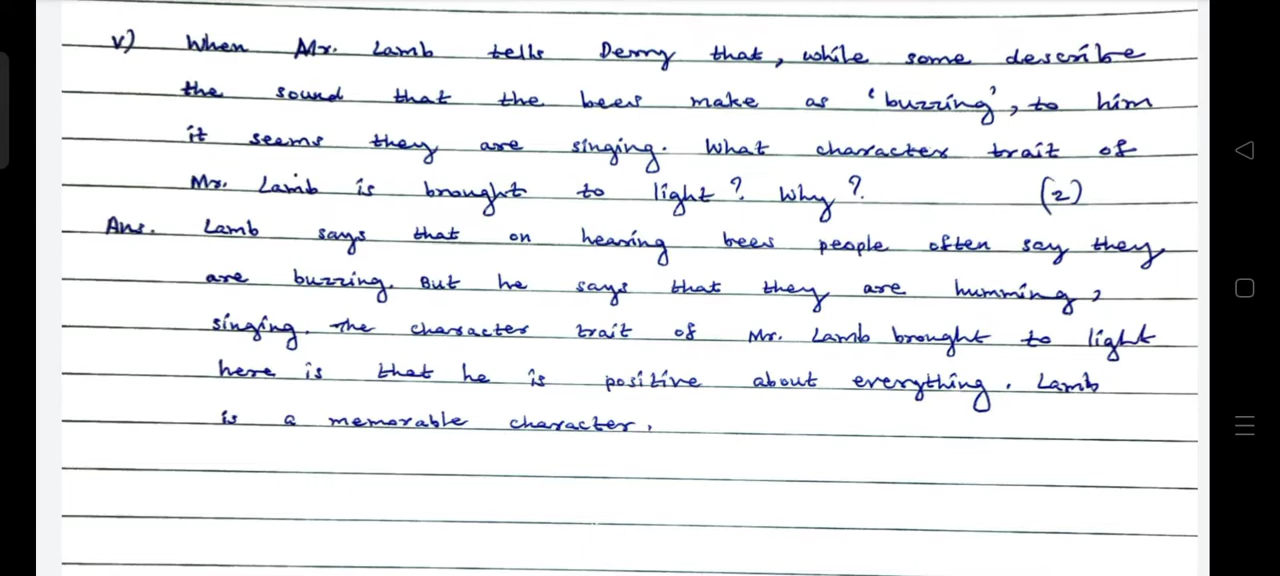 v) When Mr. Lamb tells Derry that, while some describe
the sound that the bees make as 'buzzing', to him
it seems they are singing. What character trait of
Mr. Lamb is brought to light? Why? (2)
Ans. Lamb says that on hearing bees people often say they
are buzzing. But he says that they are humming,
singing. The character trait of Mr. Lamb brought to light
here is that he is positive about everything. Lamb
is a memorable character.